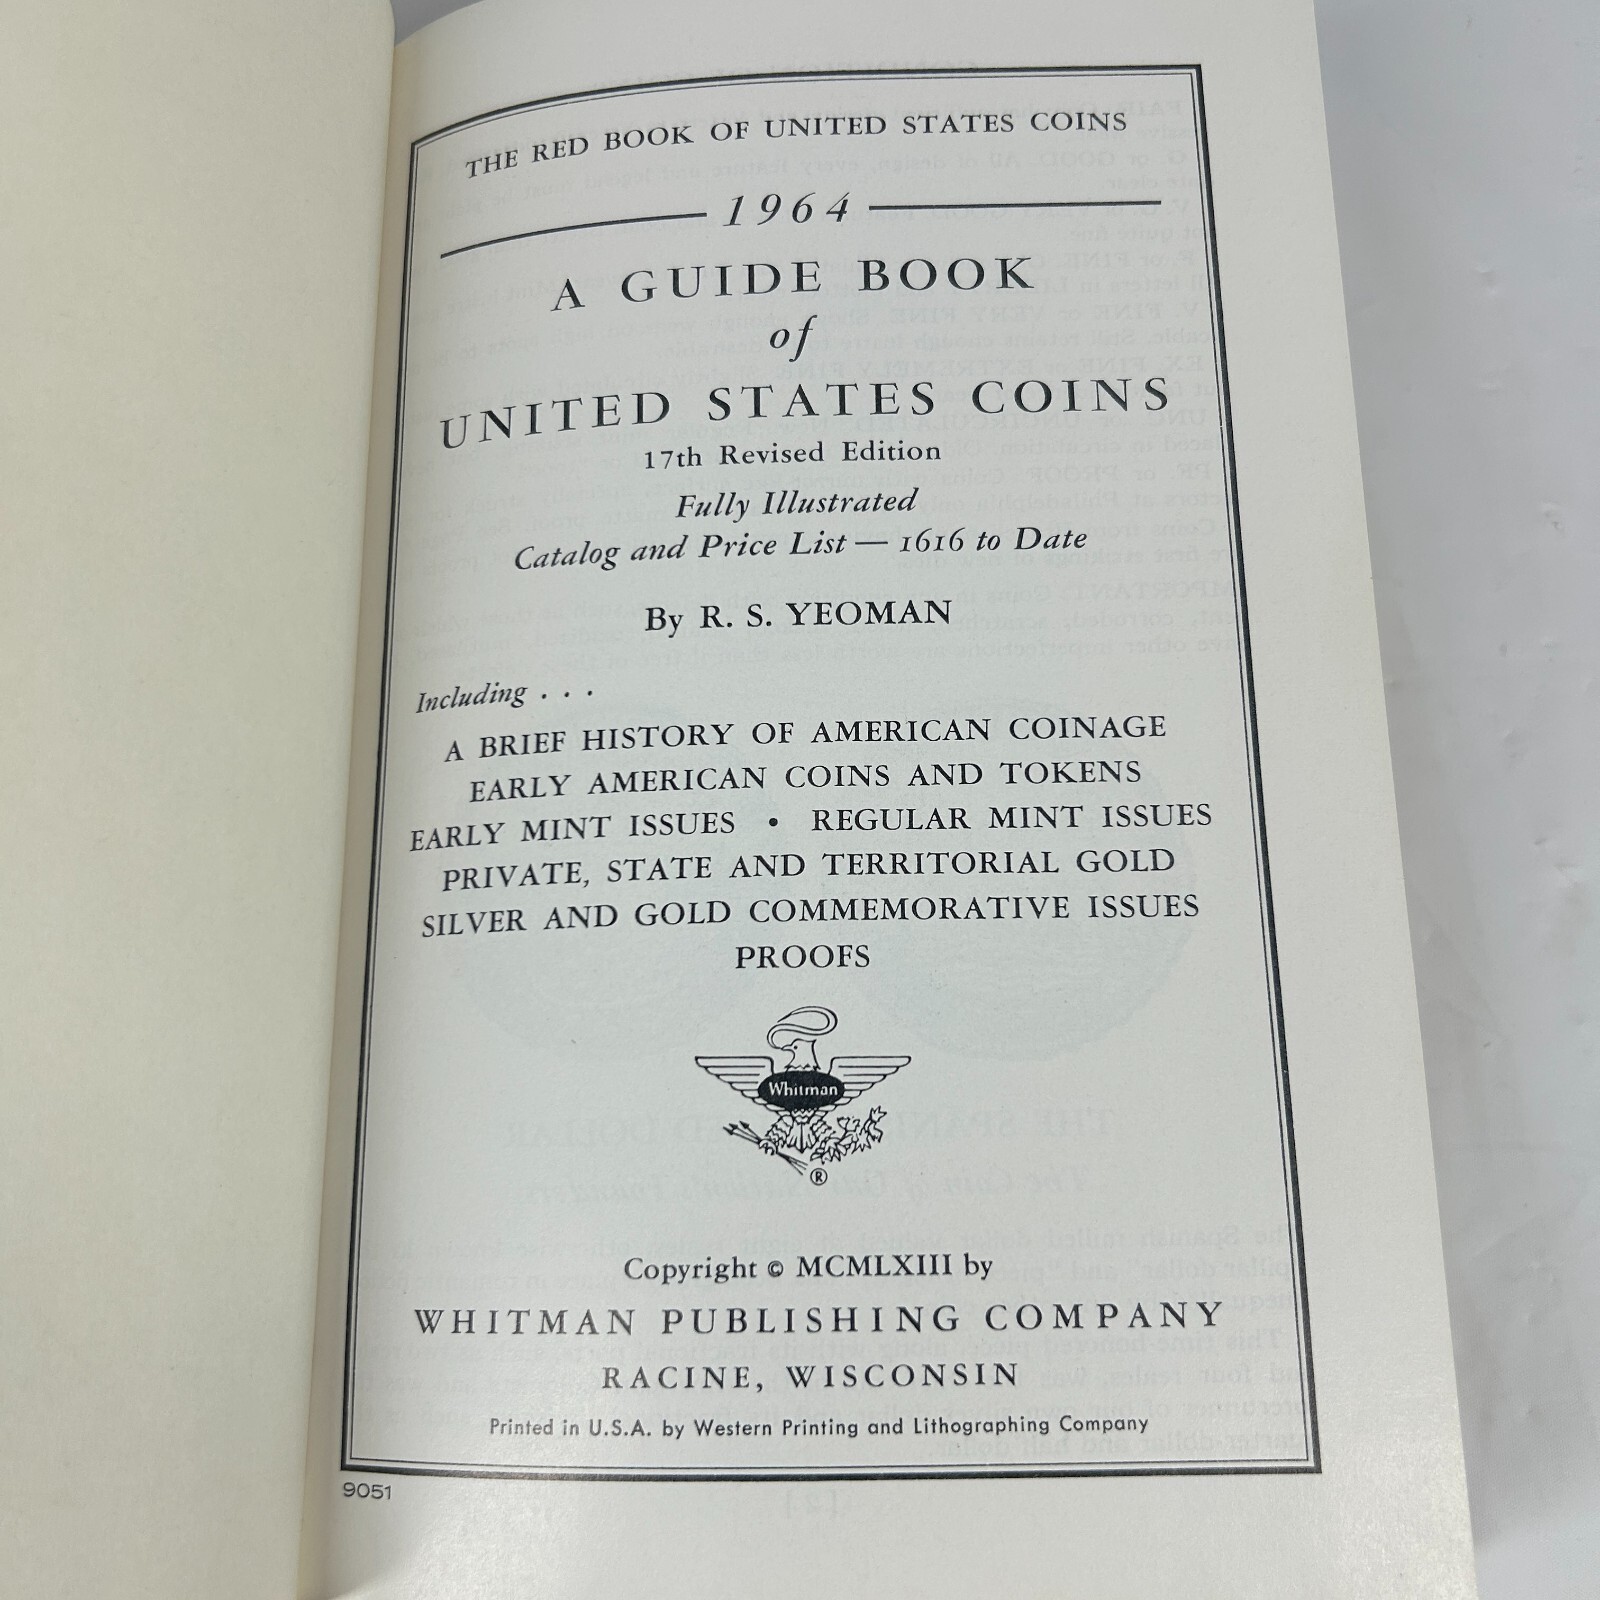 THE RED BOOK OF UNITED STATES COINS
1964
A GUIDE BOOK
of
UNITED STATES COINS
17th Revised Edition
Fully Illustrated
Catalog and Price List — 1616 to Date
By R. S. YEOMAN
Including . . .
A BRIEF HISTORY OF AMERICAN COINAGE
EARLY AMERICAN COINS AND TOKENS
EARLY MINT ISSUES • REGULAR MINT ISSUES
PRIVATE, STATE AND TERRITORIAL GOLD
SILVER AND GOLD COMMEMORATIVE ISSUES
PROOFS
Whitman
®
Copyright © MCMLXIII by
WHITMAN PUBLISHING COMPANY
RACINE, WISCONSIN
Printed in U.S.A. by Western Printing and Lithographing Company
9051